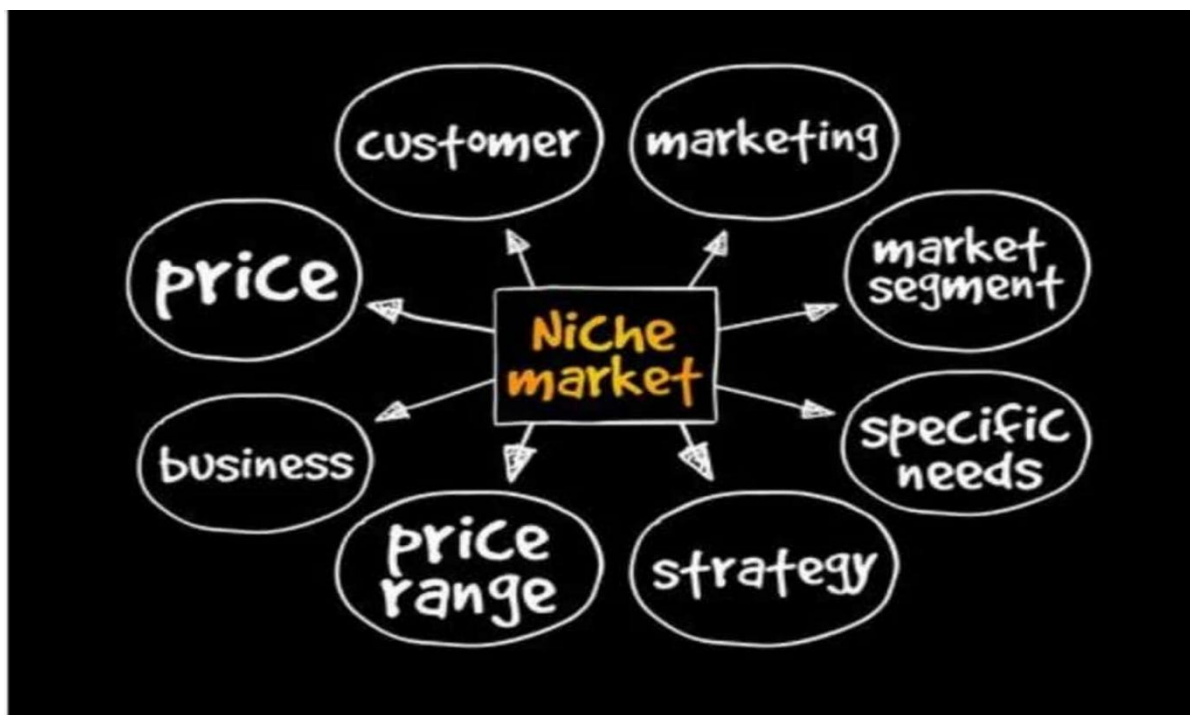 customer
marketing
price
market
segment
Niche
market
business
specific
needs
price
range
strategy